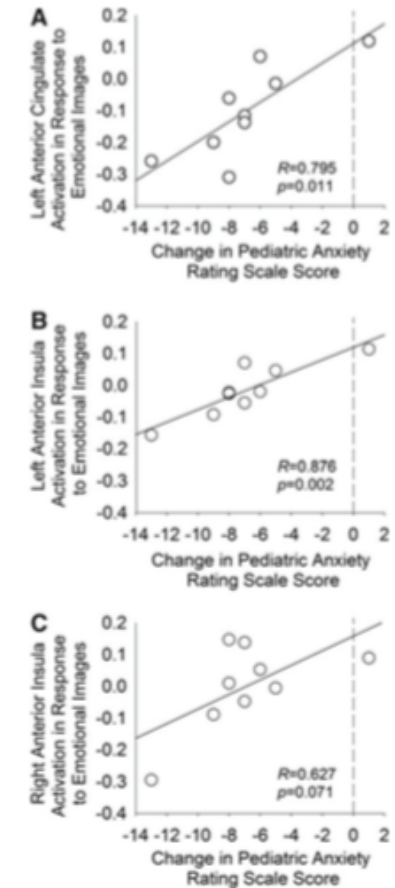 A
Left Anterior Cingulate
Activation in Response to
Emotional Images
0.2
0.1
0.0
-0.1
-0.2
-0.3
-0.4
R=0.795
p=0.011
-14 -12 -10 -8 -6 -4 -2 0 2
Change in Pediatric Anxiety
Rating Scale Score
B
Left Anterior Insula
Activation in Response
to Emotional Images
0.2
0.1
0.0
-0.1
-0.2
-0.3
-0.4
R=0.876
p=0.002
-14 -12 -10 -8 -6 -4 -2 0 2
Change in Pediatric Anxiety
Rating Scale Score
C
Right Anterior Insula
Activation in Response
to Emotional Images
0.2
0.1
0.0
-0.1
-0.2
-0.3
-0.4
R=0.627
p=0.071
-14 -12 -10 -8 -6 -4 -2 0 2
Change in Pediatric Anxiety
Rating Scale Score